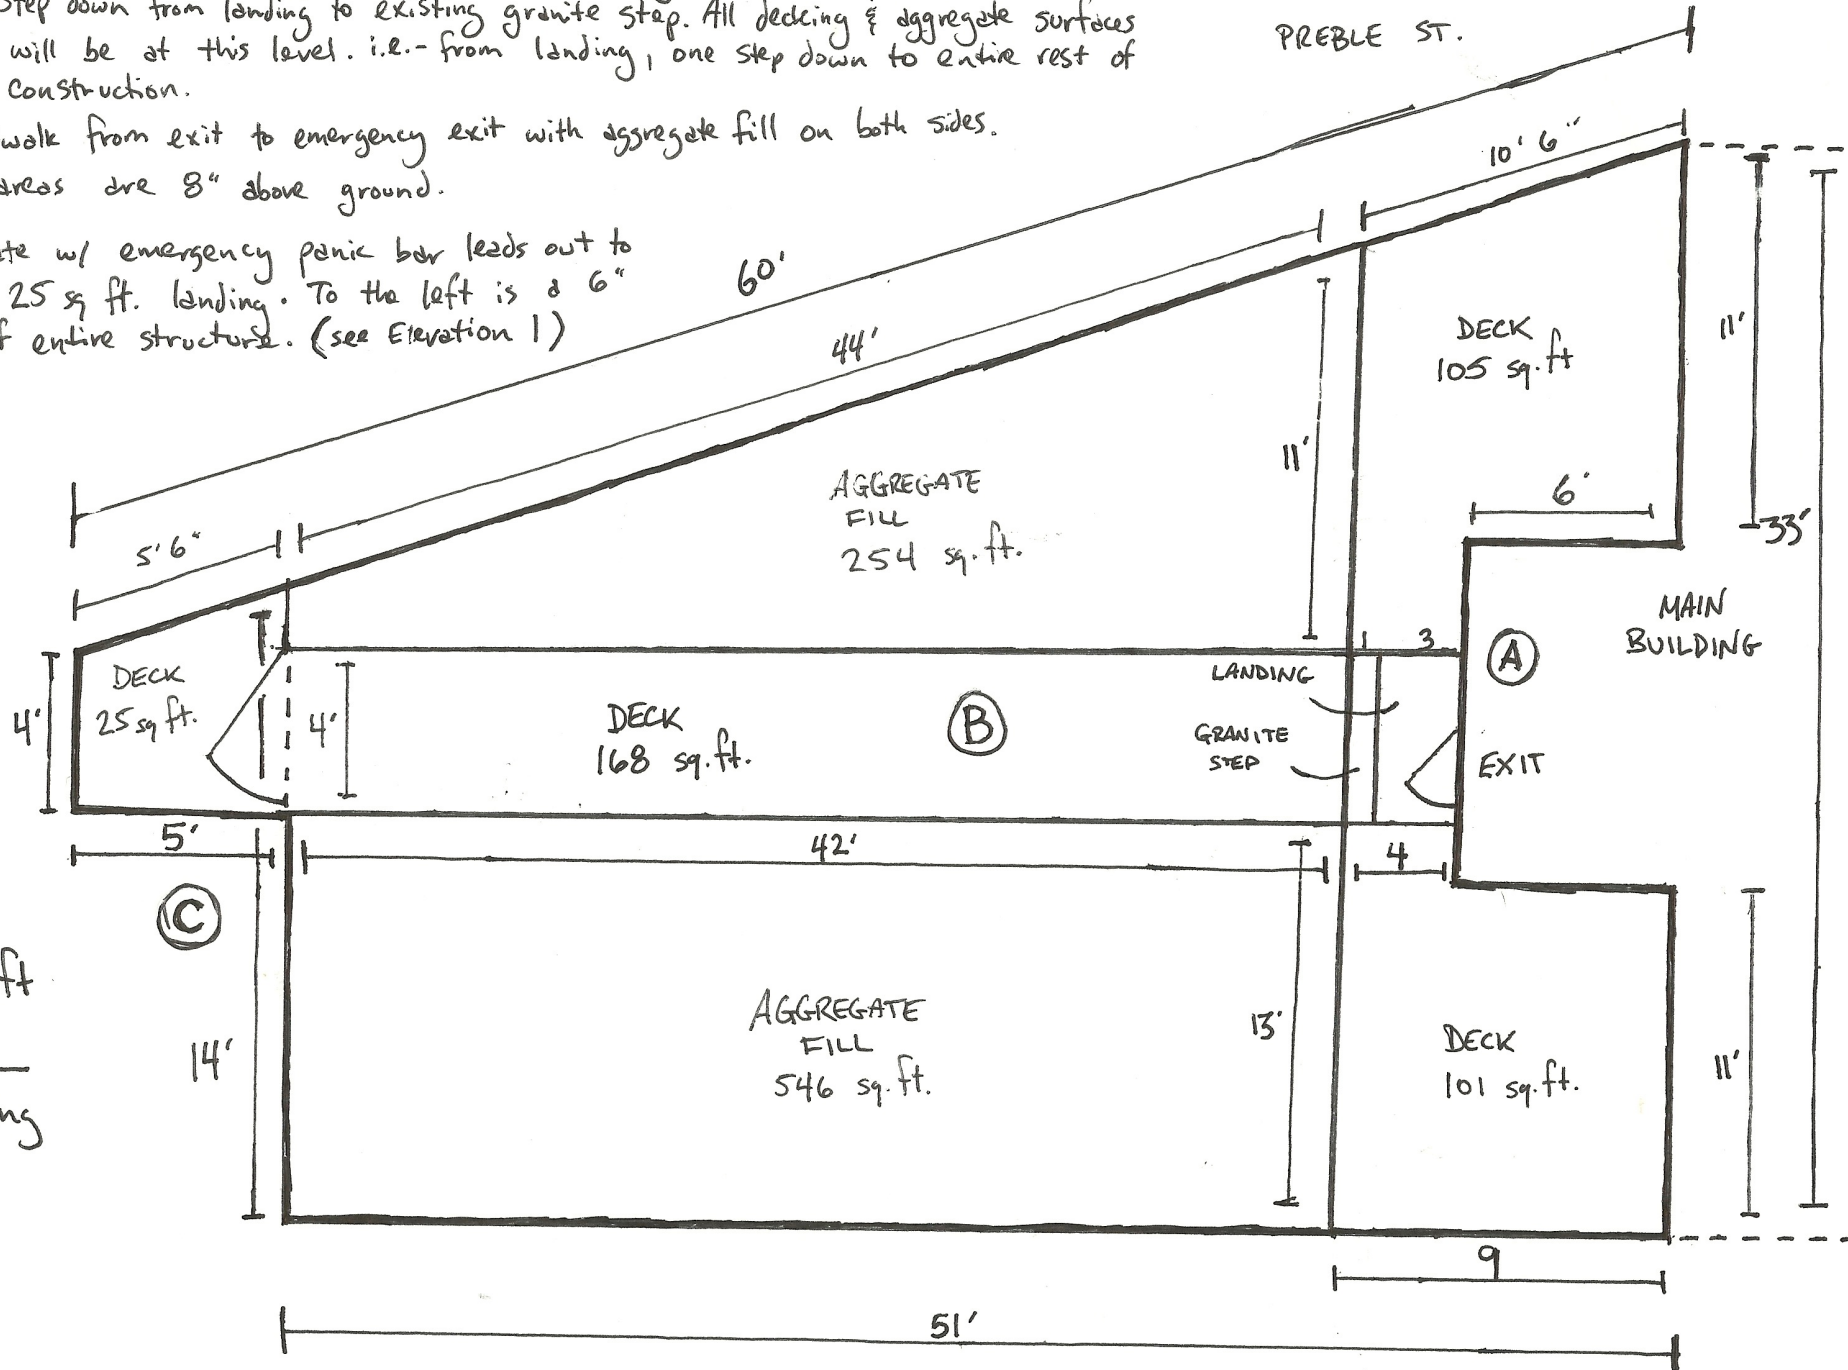 step down from landing to existing granite step. All decking & aggregate surfaces
will be at this level. i.e.- from landing, one step down to entire rest of
construction.
walk from exit to emergency exit with aggregate fill on both sides.
areas are 8" above ground.
w/ emergency panic bar leads out to
25 sq ft. landing. To the left is a 6"
entire structure. (see Elevation 1)
PREBLE ST.
60'
10' 6"
44'
5' 6"
DECK
105 sq.ft
11'
11'
33'
6'
AGGREGATE
FILL
254 sq.ft.
MAIN
BUILDING
1 3
A
LANDING
GRANITE
STEP
EXIT
DECK
25 sq ft.
4'
4'
DECK
168 sq.ft.
B
5'
42'
4
C
ft
14'
AGGREGATE
FILL
546 sq.ft.
13'
DECK
101 sq.ft.
11'
9
51'